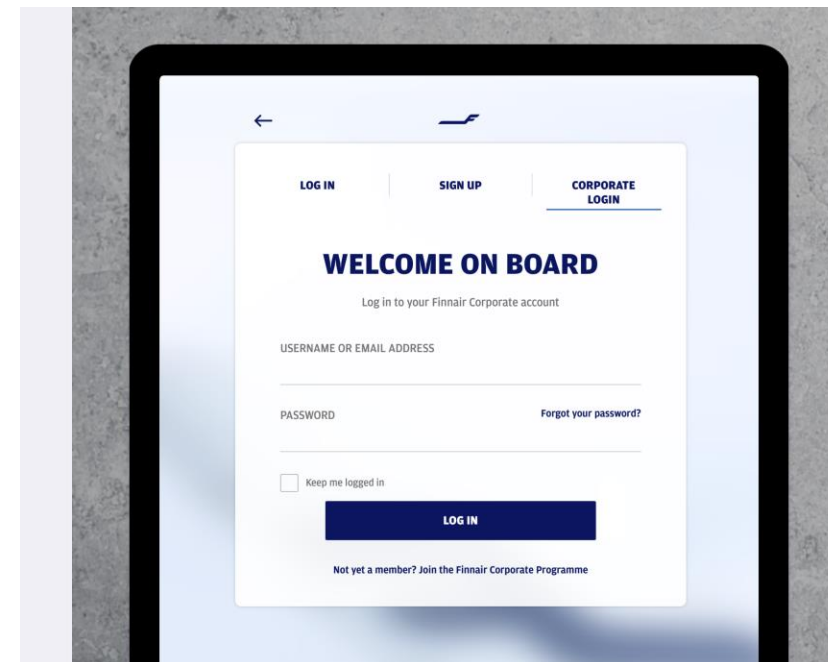 LOG IN
SIGN UP
CORPORATE
LOGIN
WELCOME ON BOARD
Log in to your Finnair Corporate account
USERNAME OR EMAIL ADDRESS
PASSWORD
Forgot your password?
Keep me logged in
LOG IN
Not yet a member? Join the Finnair Corporate Programme